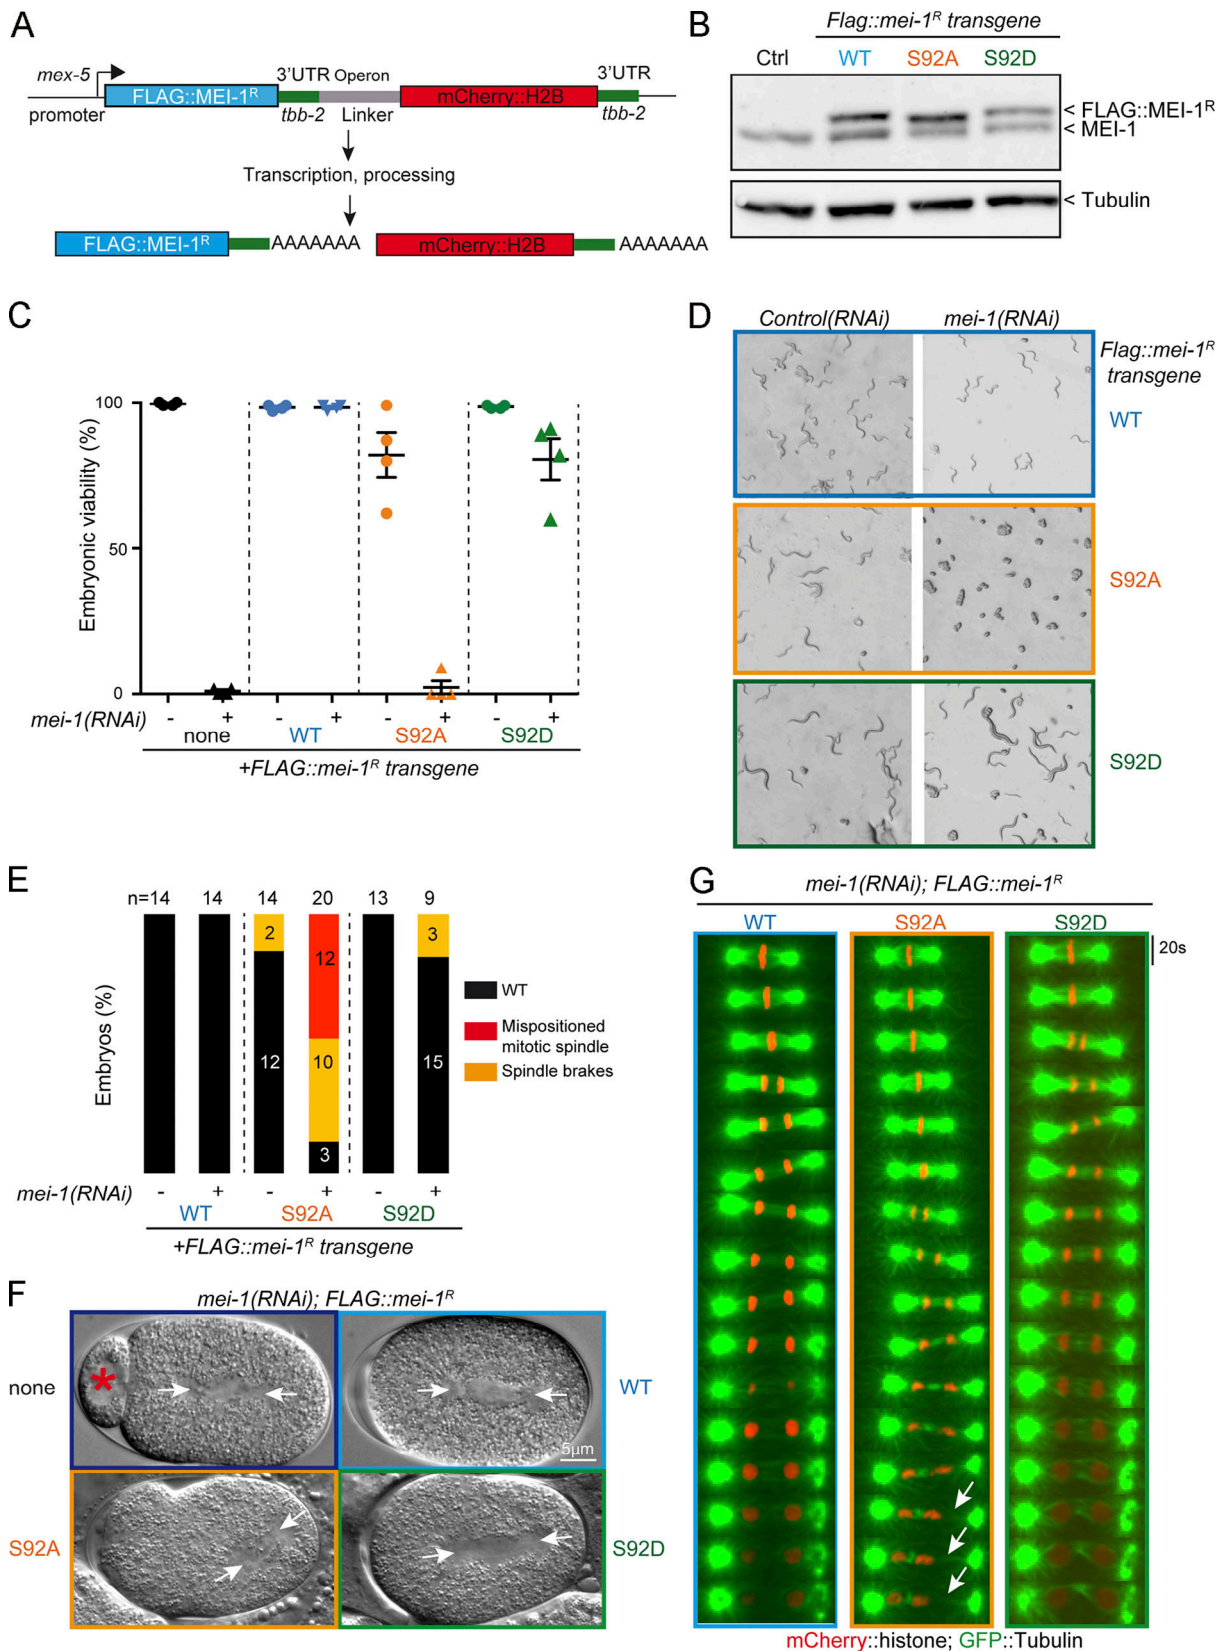 A
mex-5
promoter
3'UTR Operon
3'UTR
FLAG::MEI-1R
mCherry::H2B
tbb-2
Linker
tbb-2
Transcription, processing
FLAG::MEI-1R
AAAAAAA
mCherry::H2B
AAAAAAA
B
Flag::mei-1R transgene
Ctrl
WT
S92A
S92D
< FLAG::MEI-1R
< MEI-1
< Tubulin
C
Embryonic viability (%)
100
50
0
mei-1(RNAi)
-
+
-
+
-
+
-
+
none
WT
S92A
S92D
+FLAG::mei-1R transgene
D
Control(RNAi)
mei-1(RNAi)
Flag::mei-1R
transgene
WT
S92A
S92D
E
n=14
14
14
20
13
9
Embryos (%)
2
12
12
10
3
3
15
WT
Mispositioned
mitotic spindle
Spindle brakes
mei-1(RNAi)
-
+
-
+
-
+
WT
S92A
S92D
+FLAG::mei-1R transgene
F
mei-1(RNAi); FLAG::mei-1R
none
*
WT
5µm
S92A
S92D
G
mei-1(RNAi); FLAG::mei-1R
WT
S92A
S92D
20s
mCherry::histone; GFP::Tubulin